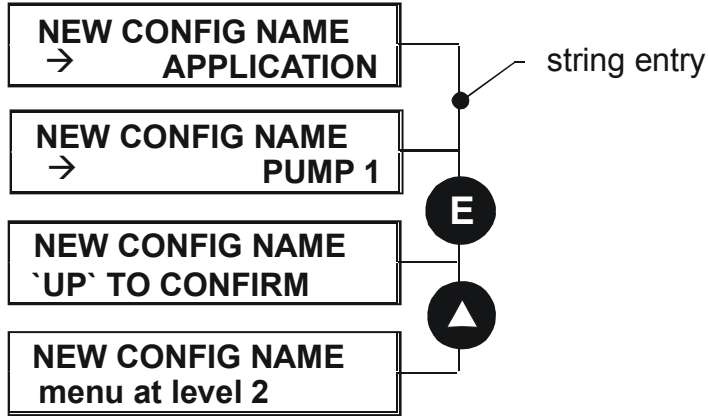 NEW CONFIG NAME
→ APPLICATION
string entry
NEW CONFIG NAME
→ PUMP 1
E
NEW CONFIG NAME
`UP` TO CONFIRM
NEW CONFIG NAME
menu at level 2